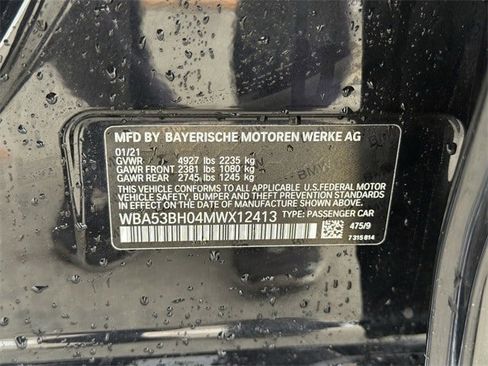 MFD BY BAYERISCHE MOTOREN WERKE AG
01/21
GVWR 4927 lbs 2235 kg
GAWR FRONT 2381 lbs 1080 kg
GAWR REAR 2745 lbs 1245 kg
THIS VEHICLE CONFORMS TO ALL APPLICABLE U.S.FEDERAL MOTOR
VEHICLE SAFETY, BUMPER, AND THEFT PREVENTION
STANDARDS IN EFFECT ON THE DATE OF MANUFACTURE SHOWN ABOVE.
WBA53BH04MWX12413 TYPE: PASSENGER CAR
475/9
7 315 814